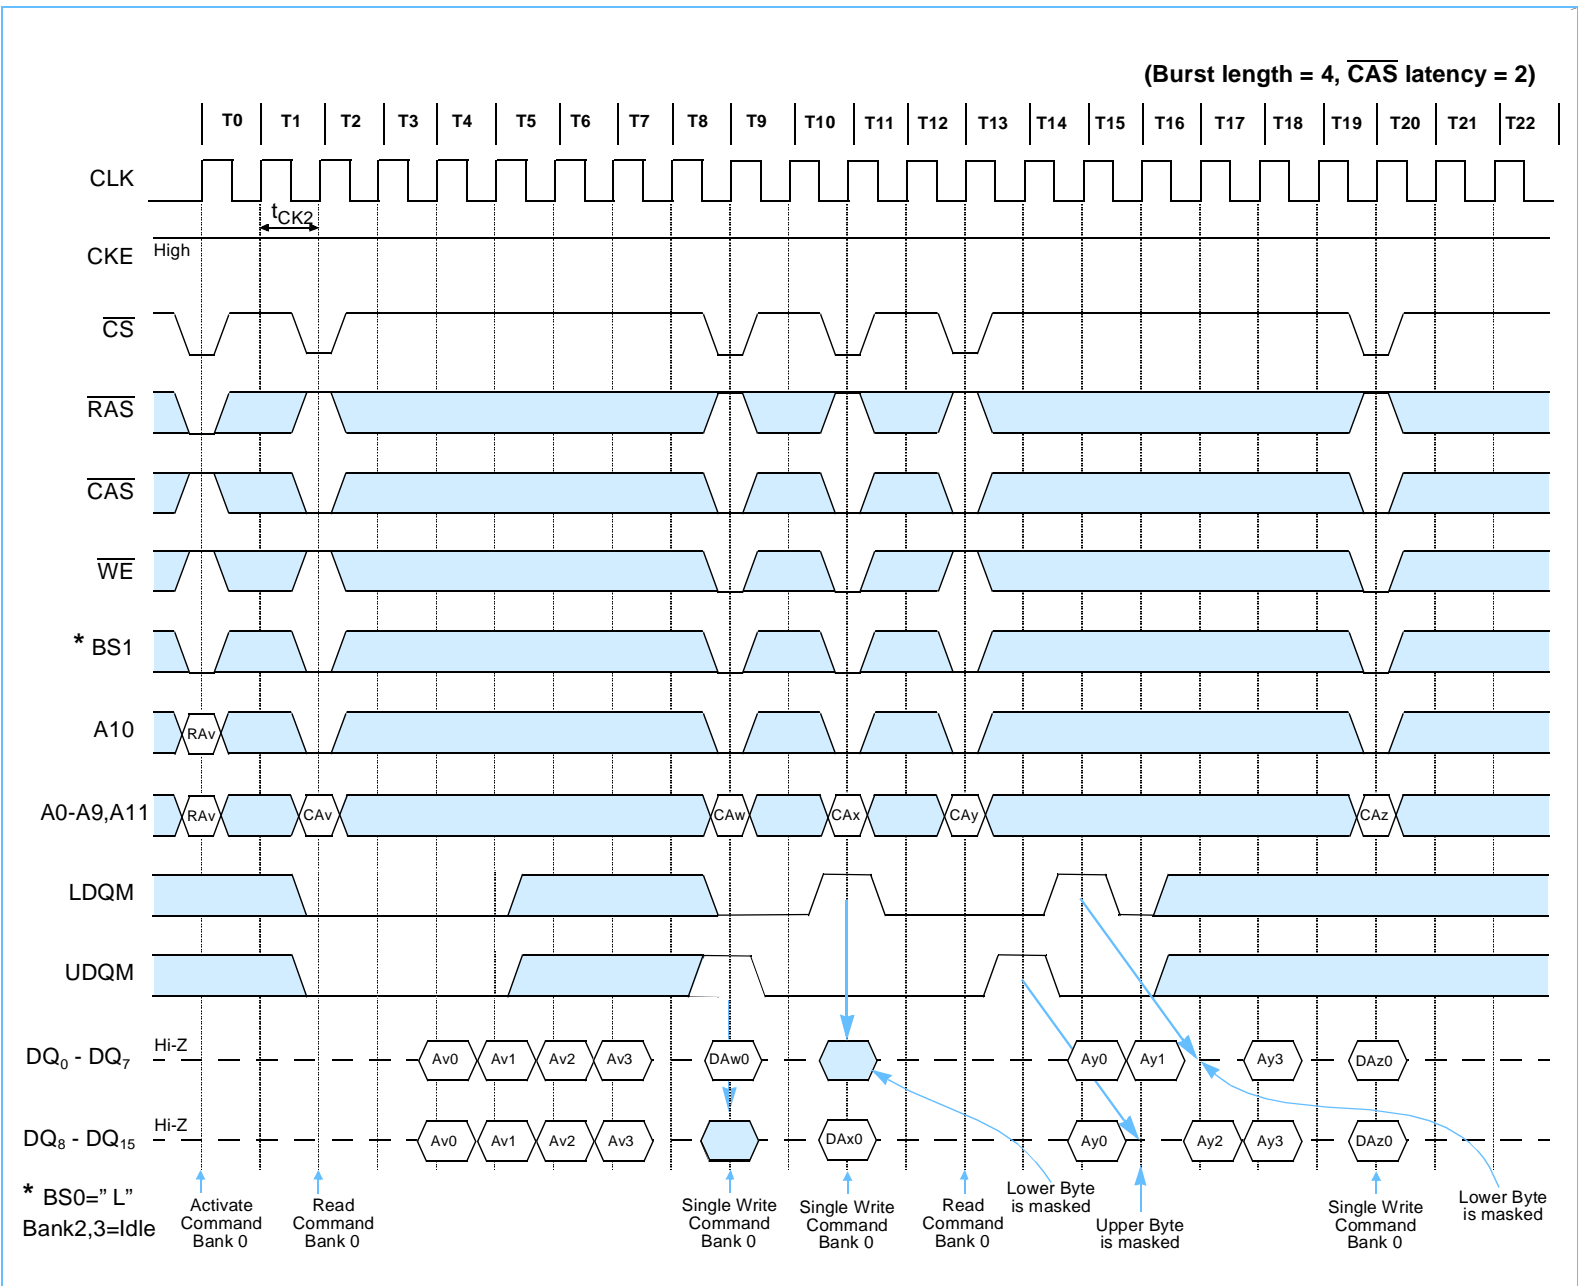 (Burst length = 4, CAS latency = 2)
T0 T1 T2 T3 T4 T5 T6 T7 T8 T9 T10 T11 T12 T13 T14 T15 T16 T17 T18 T19 T20 T21 T22
CLK
tCK2
CKE High
CS
RAS
CAS
WE
* BS1
A10 RAv
A0-A9,A11 RAv CAv CAw CAx CAy CAz
LDQM
UDQM
DQ0 - DQ7 Hi-Z Av0 Av1 Av2 Av3 DAw0 Ay0 Ay1 Ay3 DAz0
DQ8 - DQ15 Hi-Z Av0 Av1 Av2 Av3 DAx0 Ay0 Ay2 Ay3 DAz0
* BS0=” L”
Bank2,3=Idle
Activate
Command
Bank 0
Read
Command
Bank 0
Single Write
Command
Bank 0
Single Write
Command
Bank 0
Read
Command
Bank 0
Lower Byte
is masked
Upper Byte
is masked
Single Write
Command
Bank 0
Lower Byte
is masked